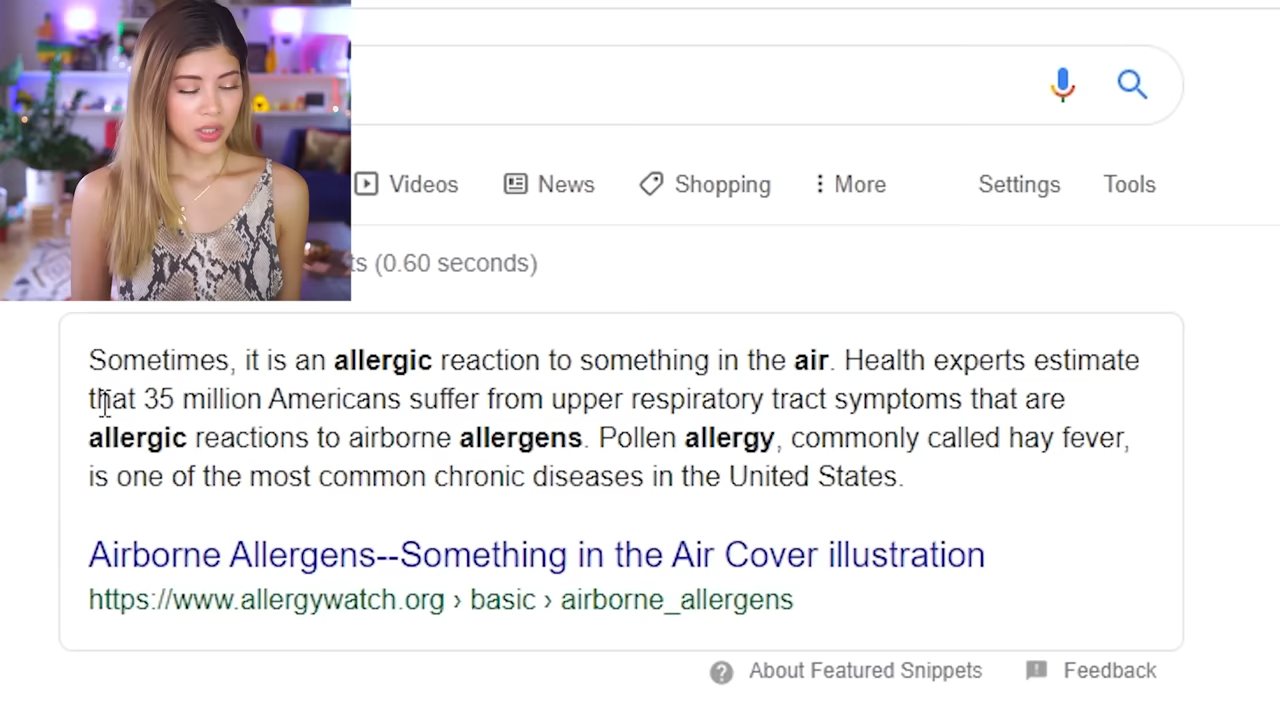 Videos News Shopping More Settings Tools
ts (0.60 seconds)
Sometimes, it is an allergic reaction to something in the air. Health experts estimate
that 35 million Americans suffer from upper respiratory tract symptoms that are
allergic reactions to airborne allergens. Pollen allergy, commonly called hay fever,
is one of the most common chronic diseases in the United States.
Airborne Allergens--Something in the Air Cover illustration
https://www.allergywatch.org › basic › airborne_allergens
About Featured Snippets Feedback